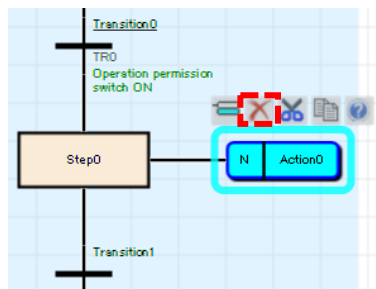 Transition0
TR0
Operation permission
switch ON
Step0
N Action0
Transition1